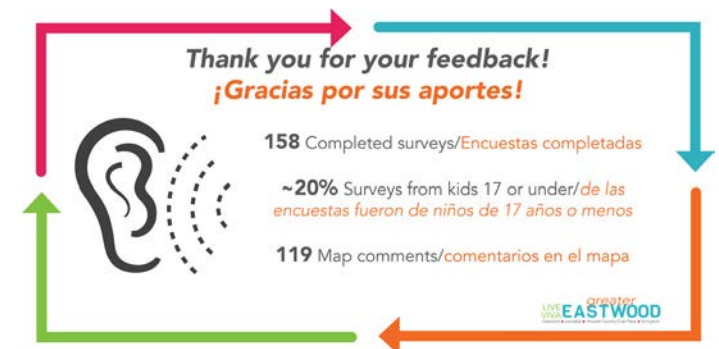 Thank you for your feedback!
¡Gracias por sus aportes!
158 Completed surveys/Encuestas completadas
~20% Surveys from kids 17 or under/de las
encuestas fueron de niños de 17 años o menos
119 Map comments/comentarios en el mapa
greater
LIVE
VIVA EASTWOOD